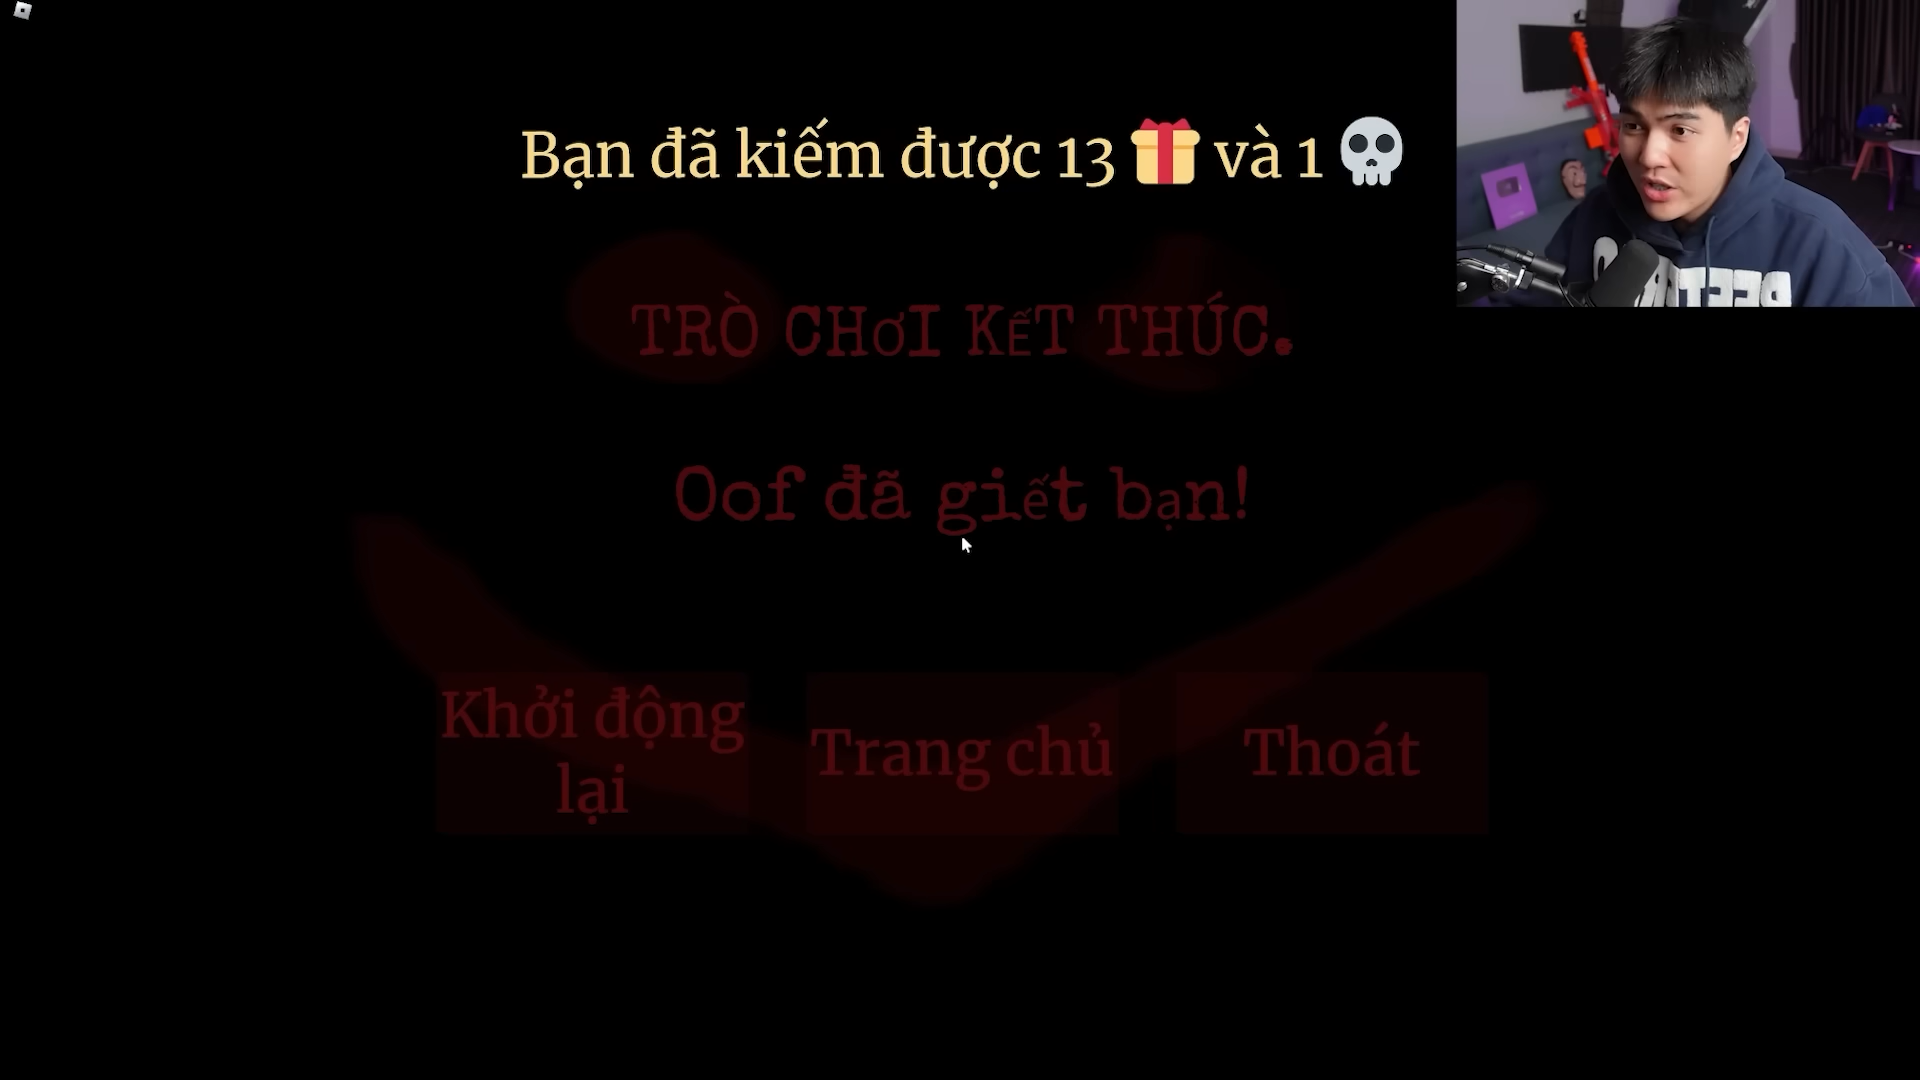 Bạn đã kiếm được 13 🎁 và 1 💀
TRÒ CHƠI KẾT THÚC.
Oof đã giết bạn!
Khởi động
lại
Trang chủ
Thoát